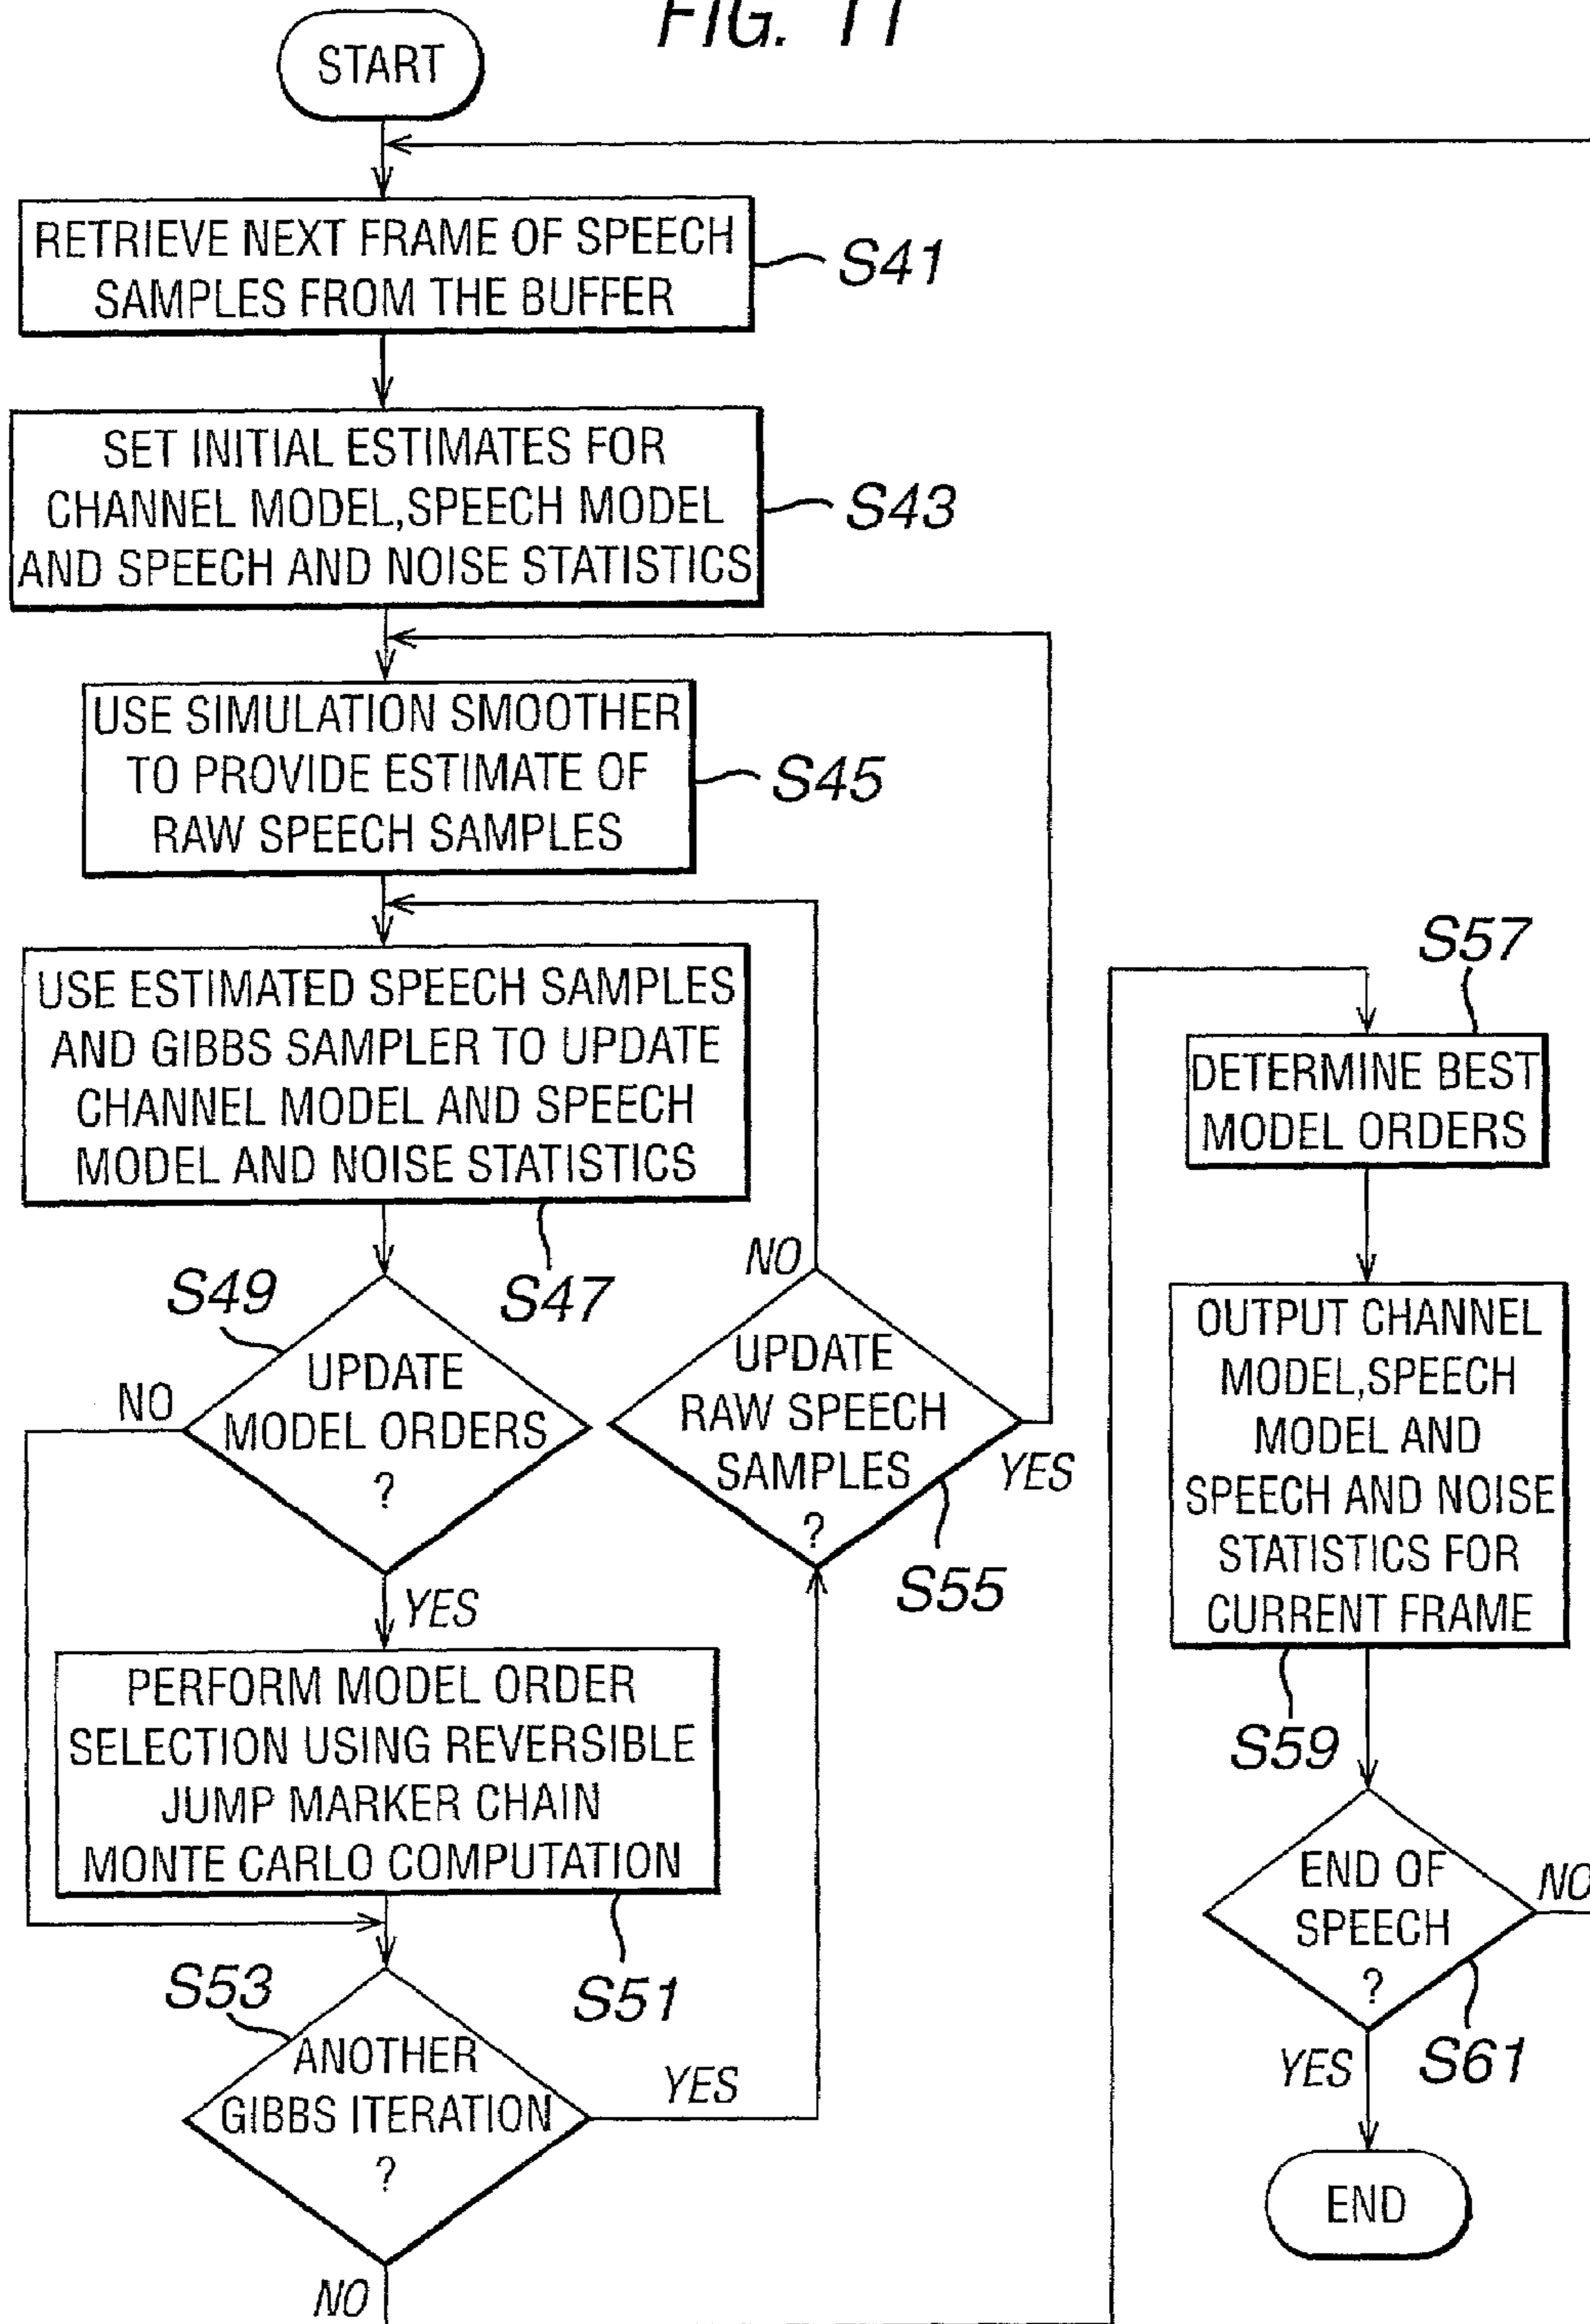 FIG. 11
START
RETRIEVE NEXT FRAME OF SPEECH
SAMPLES FROM THE BUFFER
S41
SET INITIAL ESTIMATES FOR
CHANNEL MODEL,SPEECH MODEL
AND SPEECH AND NOISE STATISTICS
S43
USE SIMULATION SMOOTHER
TO PROVIDE ESTIMATE OF
RAW SPEECH SAMPLES
S45
USE ESTIMATED SPEECH SAMPLES
AND GIBBS SAMPLER TO UPDATE
CHANNEL MODEL AND SPEECH
MODEL AND NOISE STATISTICS
S47
S49
UPDATE
MODEL ORDERS
?
NO
YES
PERFORM MODEL ORDER
SELECTION USING REVERSIBLE
JUMP MARKER CHAIN
MONTE CARLO COMPUTATION
S51
S53
ANOTHER
GIBBS ITERATION
?
YES
NO
NO
UPDATE
RAW SPEECH
SAMPLES
?
YES
S55
S57
DETERMINE BEST
MODEL ORDERS
OUTPUT CHANNEL
MODEL,SPEECH
MODEL AND
SPEECH AND NOISE
STATISTICS FOR
CURRENT FRAME
S59
END OF
SPEECH
?
NO
YES
S61
END